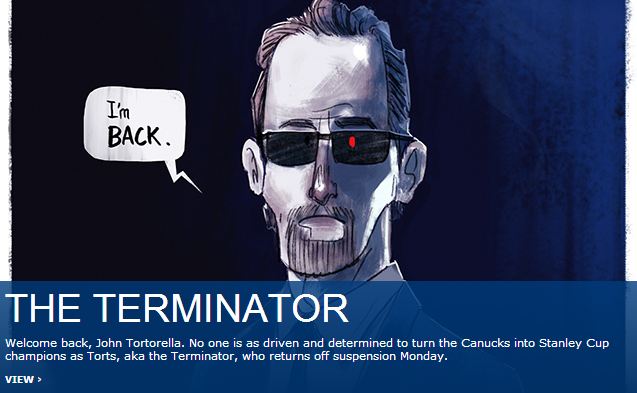 I'm
BACK.
THE TERMINATOR
Welcome back, John Tortorella. No one is as driven and determined to turn the Canucks into Stanley Cup
champions as Torts, aka the Terminator, who returns off suspension Monday.
VIEW ›